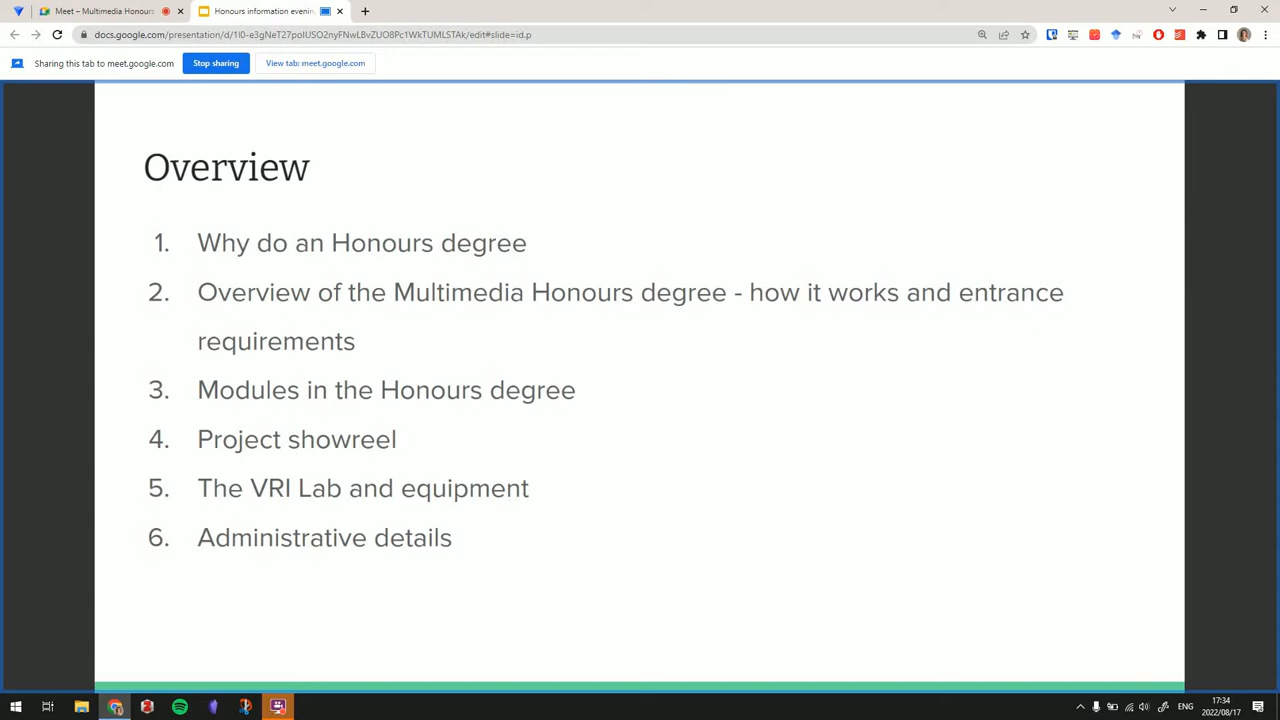 Meet – Multimedia Honours
Honours information evenin
docs.google.com/presentation/d/1I0-e3gNeT27poIUSO2nyFNwLBvZUO8Pc1WkTUMLSTAk/edit#slide=id.p
Sharing this tab to meet.google.com
Stop sharing
View tab: meet.google.com
Overview
1. Why do an Honours degree
2. Overview of the Multimedia Honours degree - how it works and entrance
requirements
3. Modules in the Honours degree
4. Project showreel
5. The VRI Lab and equipment
6. Administrative details
ENG
17:34
2022/08/17